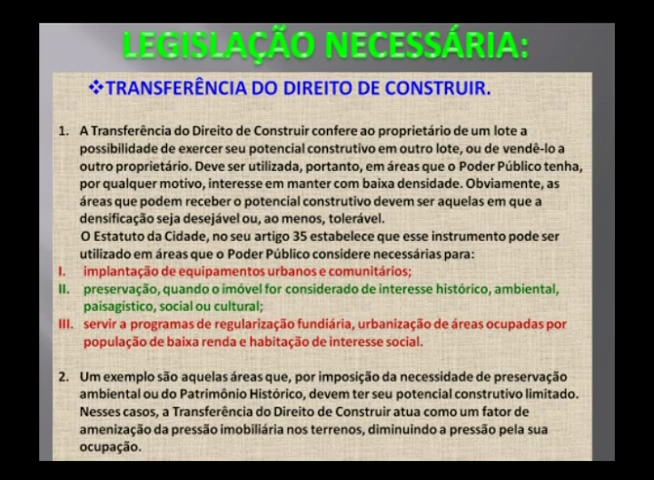 LEGISLAÇÃO NECESSÁRIA:
❖TRANSFERÊNCIA DO DIREITO DE CONSTRUIR.
1. A Transferência do Direito de Construir confere ao proprietário de um lote a
possibilidade de exercer seu potencial construtivo em outro lote, ou de vendê-lo a
outro proprietário. Deve ser utilizada, portanto, em áreas que o Poder Público tenha,
por qualquer motivo, interesse em manter com baixa densidade. Obviamente, as
áreas que podem receber o potencial construtivo devem ser aquelas em que a
densificação seja desejável ou, ao menos, tolerável.
O Estatuto da Cidade, no seu artigo 35 estabelece que esse instrumento pode ser
utilizado em áreas que o Poder Público considere necessárias para:
I. implantação de equipamentos urbanos e comunitários;
II. preservação, quando o imóvel for considerado de interesse histórico, ambiental,
paisagístico, social ou cultural;
III. servir a programas de regularização fundiária, urbanização de áreas ocupadas por
população de baixa renda e habitação de interesse social.
2. Um exemplo são aquelas áreas que, por imposição da necessidade de preservação
ambiental ou do Patrimônio Histórico, devem ter seu potencial construtivo limitado.
Nesses casos, a Transferência do Direito de Construir atua como um fator de
amenização da pressão imobiliária nos terrenos, diminuindo a pressão pela sua
ocupação.